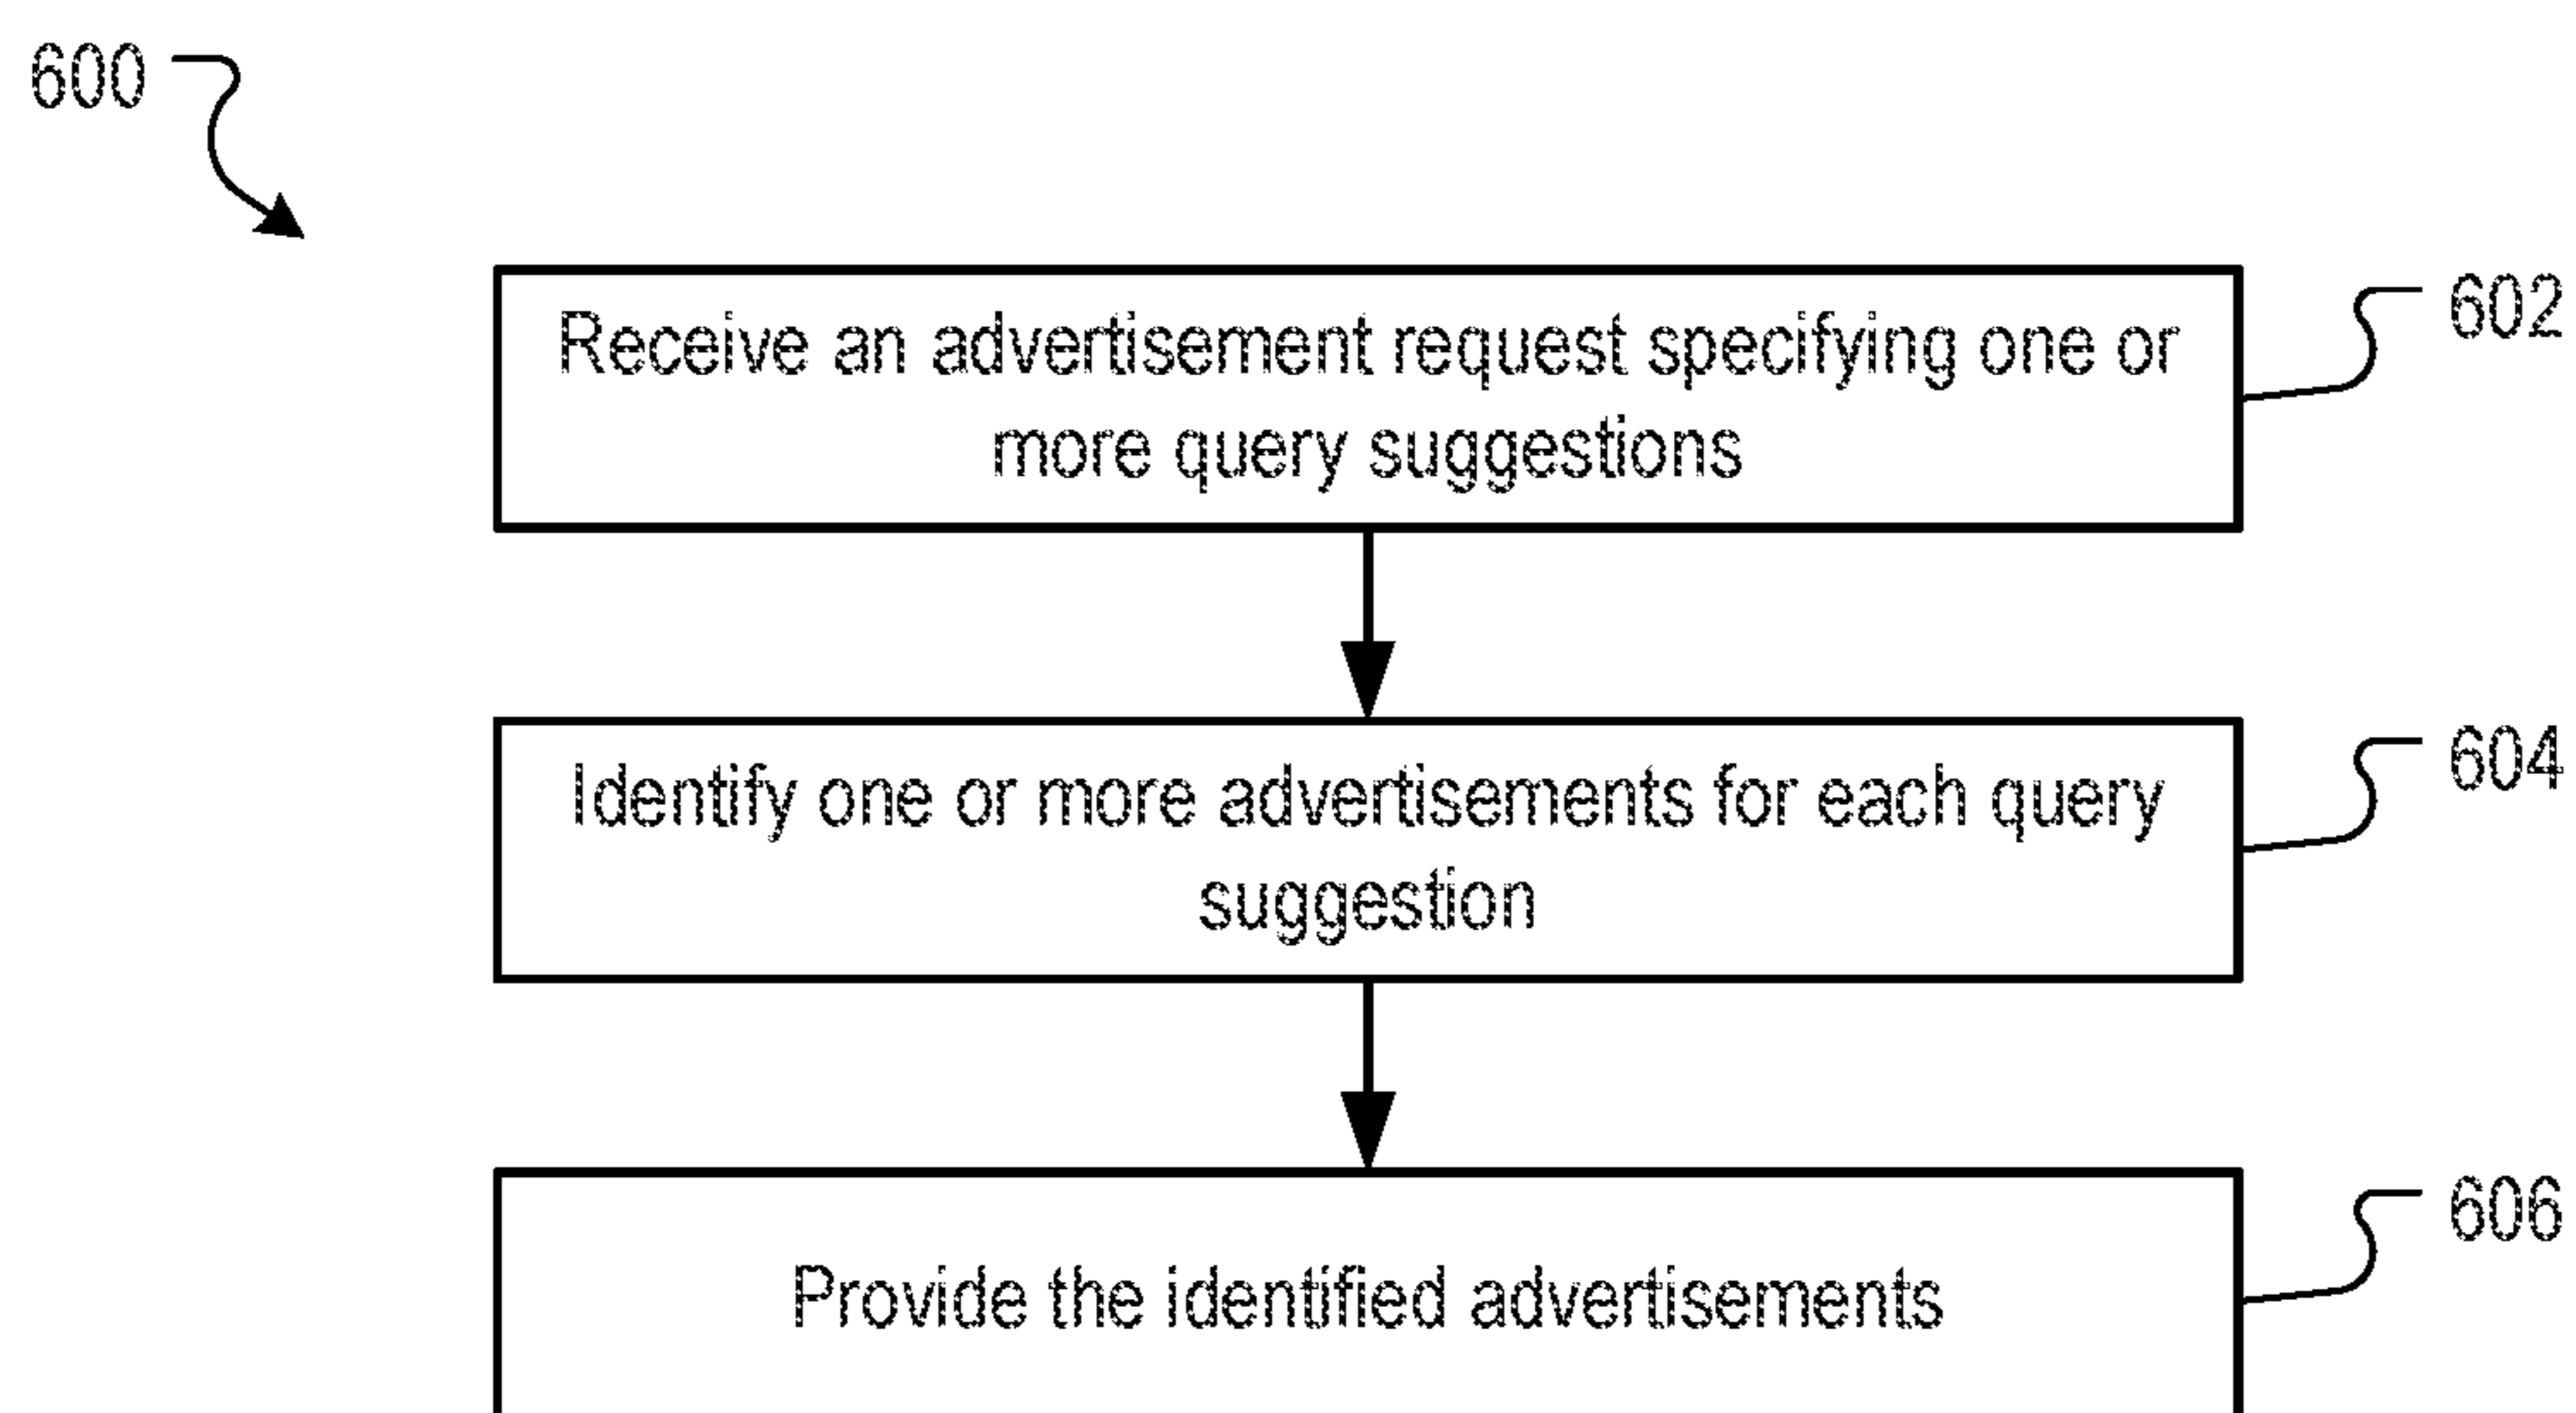 600
Receive an advertisement request specifying one or
more query suggestions
602
Identify one or more advertisements for each query
suggestion
604
Provide the identified advertisements
606